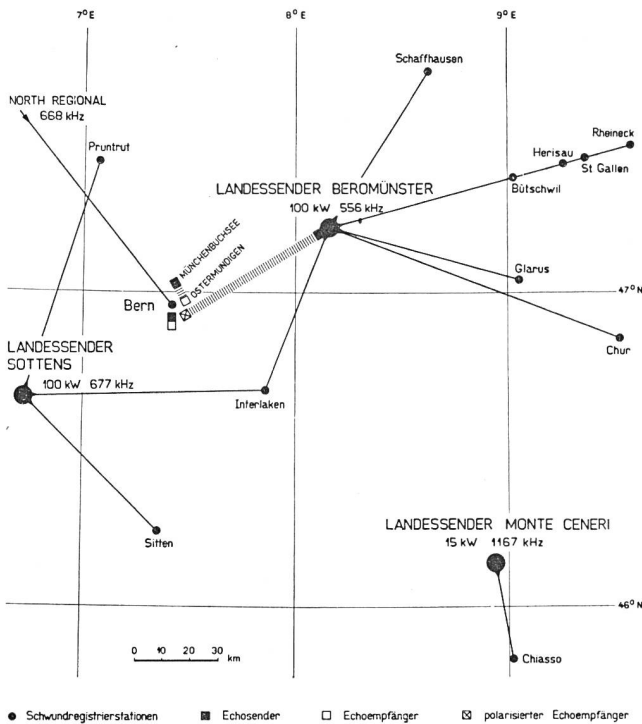 7°E
8°E
9°E
Schaffhausen
NORTH REGIONAL
668 kHz
Pruntrut
Rheineck
Herisau
St Gallen
Bütschwil
LANDESSENDER BEROMÜNSTER
100 kW 556 kHz
MÜNCHENBUCHSEE
OSTERMUNDIGEN
Glarus
47°N
Bern
LANDESSENDER
SOTTENS
100 kW 677 kHz
Chur
Interlaken
Sitten
LANDESSENDER MONTE CENERI
15 kW 1167 kHz
46°N
0 10 20 30
km
Chiasso
Schwundregistrierstationen
Echosender
Echoempfänger
polarisierter Echoempfänger